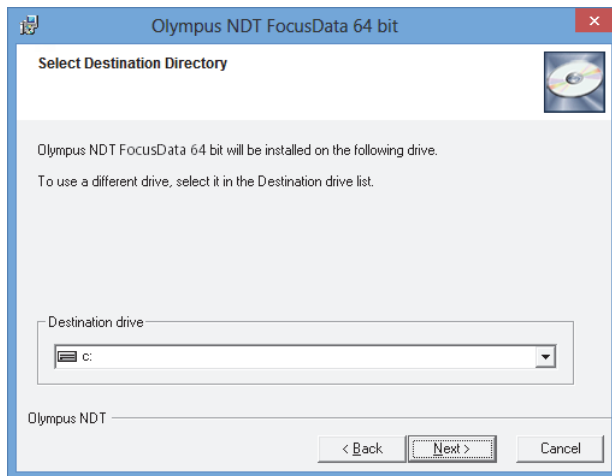 Olympus NDT FocusData 64 bit
Select Destination Directory
Olympus NDT FocusData 64 bit will be installed on the following drive.
To use a different drive, select it in the Destination drive list.
Destination drive
c:
Olympus NDT
< Back Next > Cancel